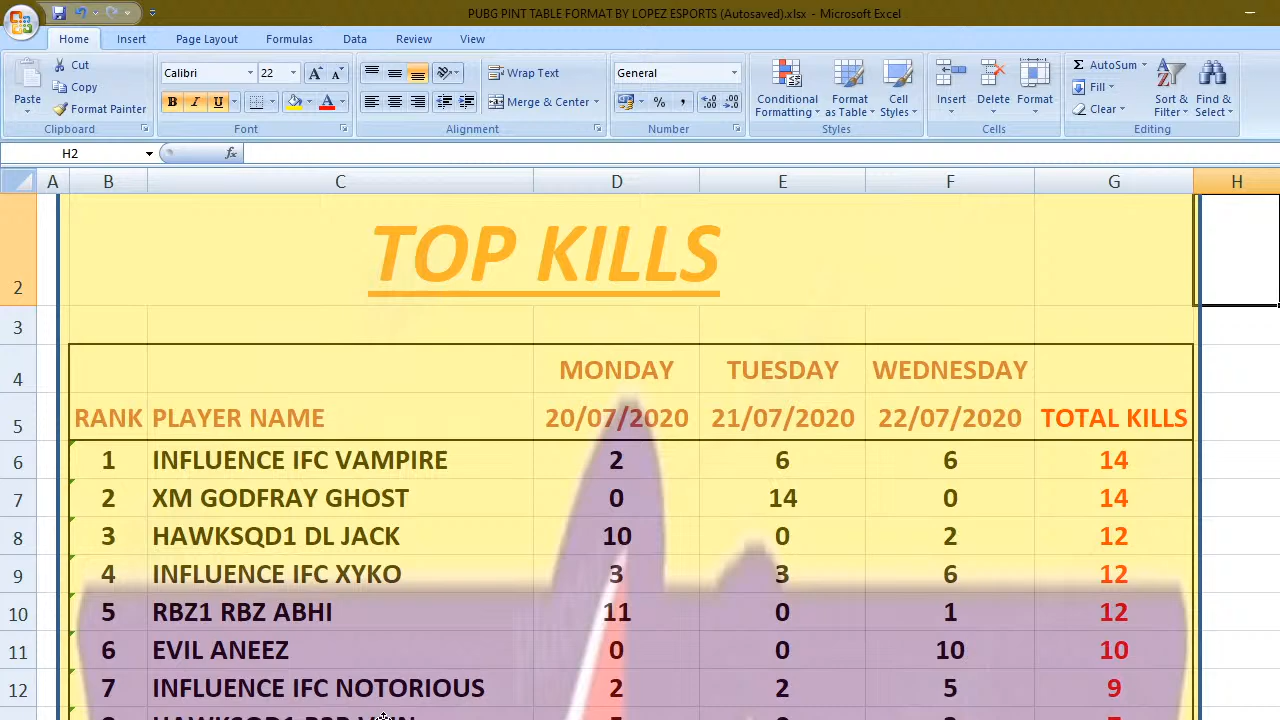 PUBG PINT TABLE FORMAT BY LOPEZ ESPORTS (Autosaved).xlsx - Microsoft Excel
Home Insert Page Layout Formulas Data Review View
Paste
Cut
Copy
Format Painter
Clipboard
Calibri 22
B I U
Font
Wrap Text
Merge & Center
Alignment
General
%
Number
Conditional Formatting
Format as Table
Cell Styles
Styles
Insert Delete Format
Cells
Σ AutoSum
Fill
Clear
Sort & Filter
Find & Select
Editing
H2 fx
A B C D E F G H
2 TOP KILLS
3
4 MONDAY TUESDAY WEDNESDAY
5 RANK PLAYER NAME 20/07/2020 21/07/2020 22/07/2020 TOTAL KILLS
6 1 INFLUENCE IFC VAMPIRE 2 6 6 14
7 2 XM GODFRAY GHOST 0 14 0 14
8 3 HAWKSQD1 DL JACK 10 0 2 12
9 4 INFLUENCE IFC XYKO 3 3 6 12
10 5 RBZ1 RBZ ABHI 11 0 1 12
11 6 EVIL ANEEZ 0 0 10 10
12 7 INFLUENCE IFC NOTORIOUS 2 2 5 9